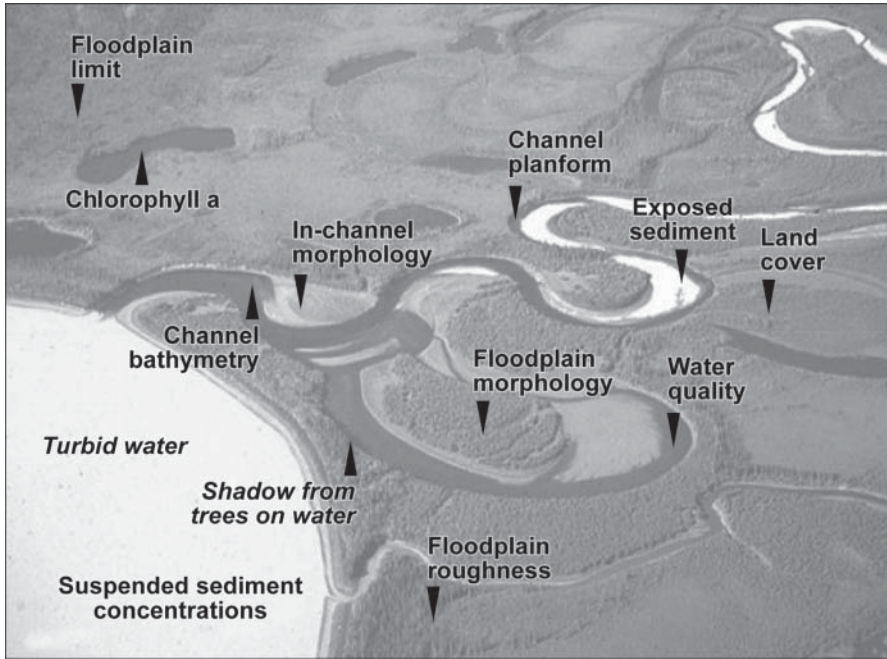 Floodplain
limit
Chlorophyll a
Channel
planform
In-channel
morphology
Exposed
sediment
Land
cover
Channel
bathymetry
Floodplain
morphology
Water
quality
Turbid water
Shadow from
trees on water
Floodplain
roughness
Suspended sediment
concentrations